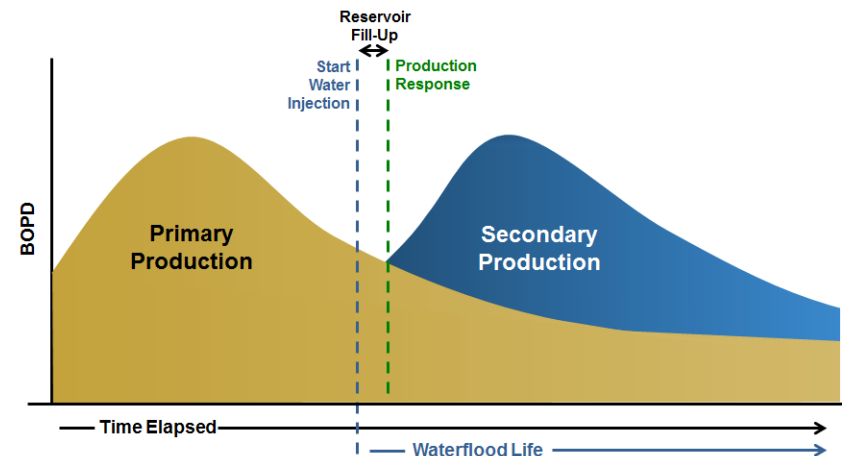 Reservoir
Fill-Up
Start
Water
Injection
Production
Response
BOPD
Primary
Production
Secondary
Production
Time Elapsed
Waterflood Life